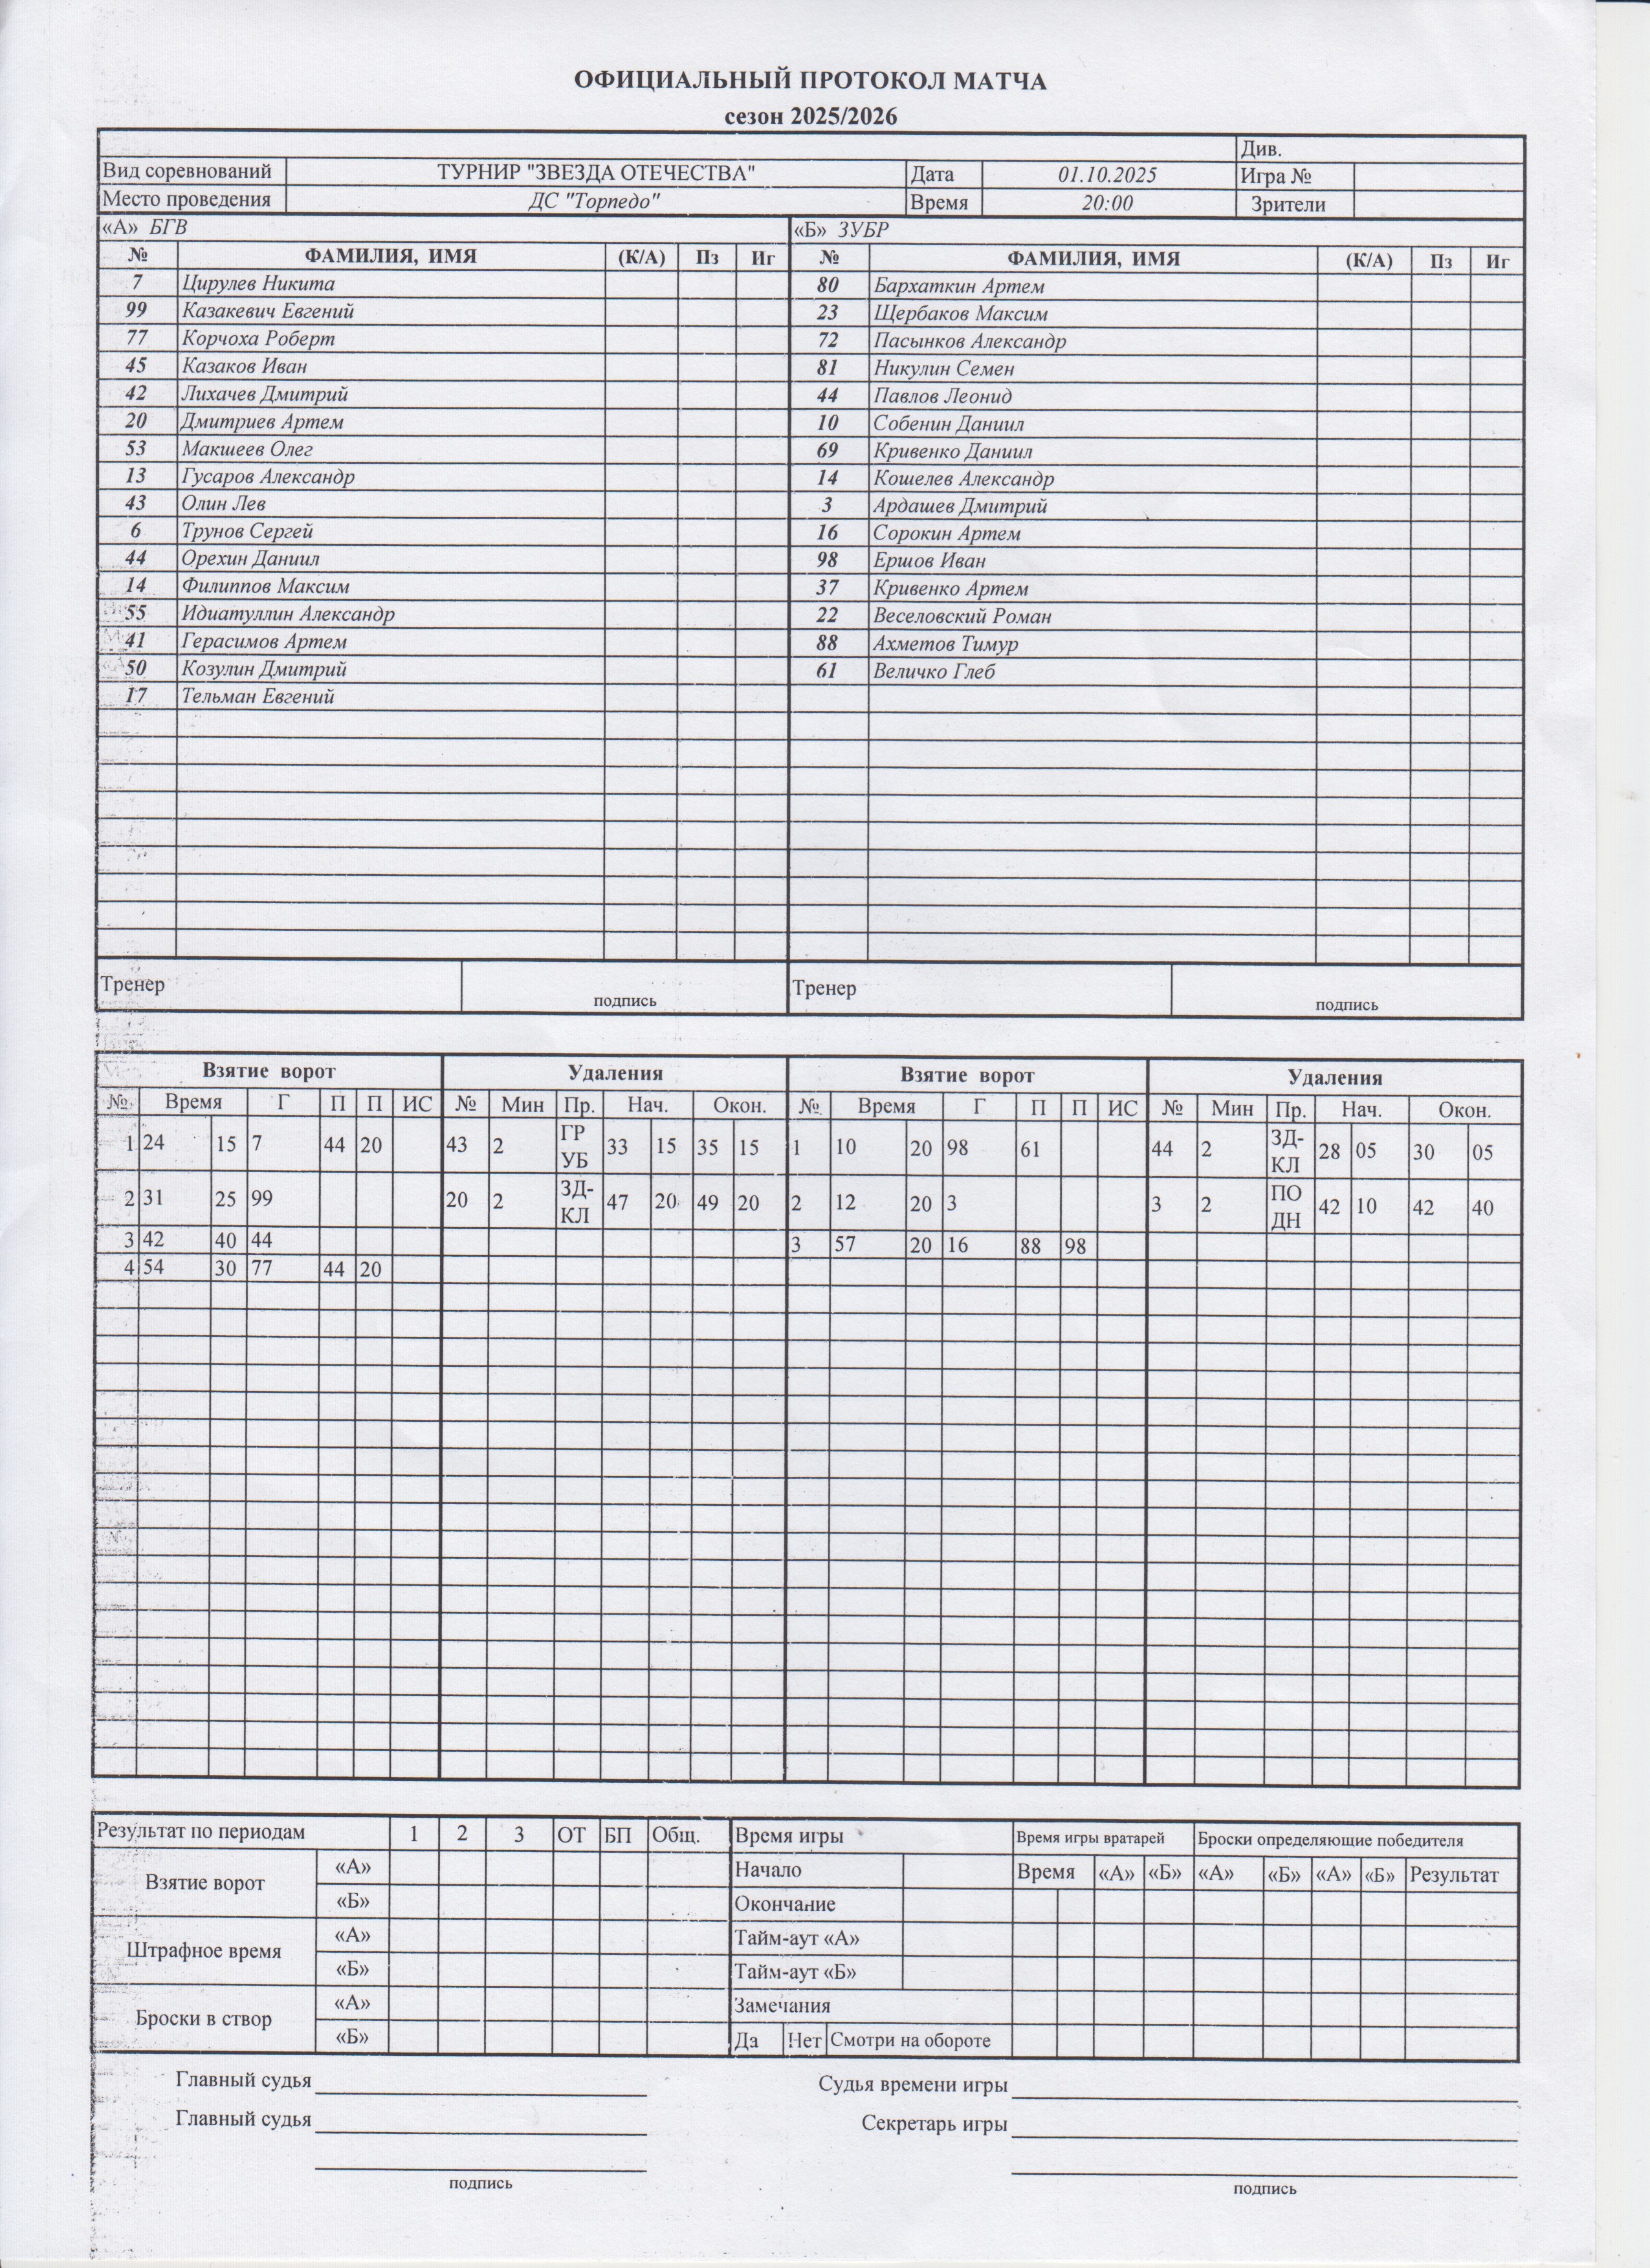 ОФИЦИАЛЬНЫЙ ПРОТОКОЛ МАТЧА
сезон 2025/2026
Див.
Вид соревнований ТУРНИР "ЗВЕЗДА ОТЕЧЕСТВА" Дата 01.10.2025 Игра №
Место проведения ДС "Торпедо" Время 20:00 Зрители
«А» БГВ «Б» ЗУБР
№ ФАМИЛИЯ, ИМЯ (К/А) Пз Иг № ФАМИЛИЯ, ИМЯ (К/А) Пз Иг
7 Цирулев Никита 80 Бархаткин Артем
99 Казакевич Евгений 23 Щербаков Максим
77 Корчоха Роберт 72 Пасынков Александр
45 Казаков Иван 81 Никулин Семен
42 Лихачев Дмитрий 44 Павлов Леонид
20 Дмитриев Артем 10 Собенин Даниил
53 Макшеев Олег 69 Кривенко Даниил
13 Гусаров Александр 14 Кошелев Александр
43 Олин Лев 3 Ардашев Дмитрий
6 Трунов Сергей 16 Сорокин Артем
44 Орехин Даниил 98 Ершов Иван
14 Филиппов Максим 37 Кривенко Артем
55 Идиатуллин Александр 22 Веселовский Роман
41 Герасимов Артем 88 Ахметов Тимур
50 Козулин Дмитрий 61 Величко Глеб
17 Тельман Евгений
Тренер подпись Тренер подпись
Взятие ворот Удаления Взятие ворот Удаления
№ Время Г П П ИС № Мин Пр. Нач. Окон. № Время Г П П ИС № Мин Пр. Нач. Окон.
1 24 15 7 44 20 43 2 ГР УБ 33 15 35 15 1 10 20 98 61 44 2 ЗД-КЛ 28 05 30 05
2 31 25 99 20 2 ЗД-КЛ 47 20 49 20 2 12 20 3 3 2 ПО ДН 42 10 42 40
3 42 40 44 3 57 20 16 88 98
4 54 30 77 44 20
Результат по периодам 1 2 3 ОТ БП Общ. Время игры Время игры вратарей Броски определяющие победителя
Взятие ворот «А» Начало Время «А» «Б» «А» «Б» «А» «Б» Результат
«Б» Окончание
Штрафное время «А» Тайм-аут «А»
«Б» Тайм-аут «Б»
Броски в створ «А» Замечания
«Б» Да Нет Смотри на обороте
Главный судья Судья времени игры
Главный судья Секретарь игры
подпись подпись